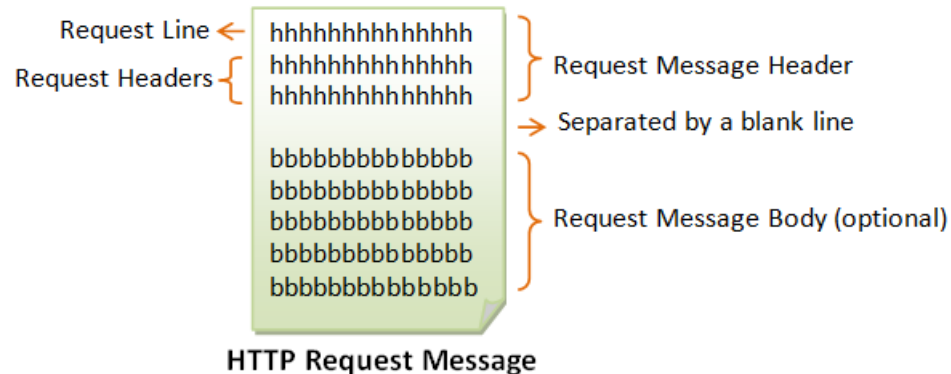 Request Line
Request Headers
hhhhhhhhhhhhhh
hhhhhhhhhhhhhh
hhhhhhhhhhhhhh
bbbbbbbbbbbbbb
bbbbbbbbbbbbbb
bbbbbbbbbbbbbb
bbbbbbbbbbbbbb
bbbbbbbbbbbbbb
Request Message Header
Separated by a blank line
Request Message Body (optional)
HTTP Request Message